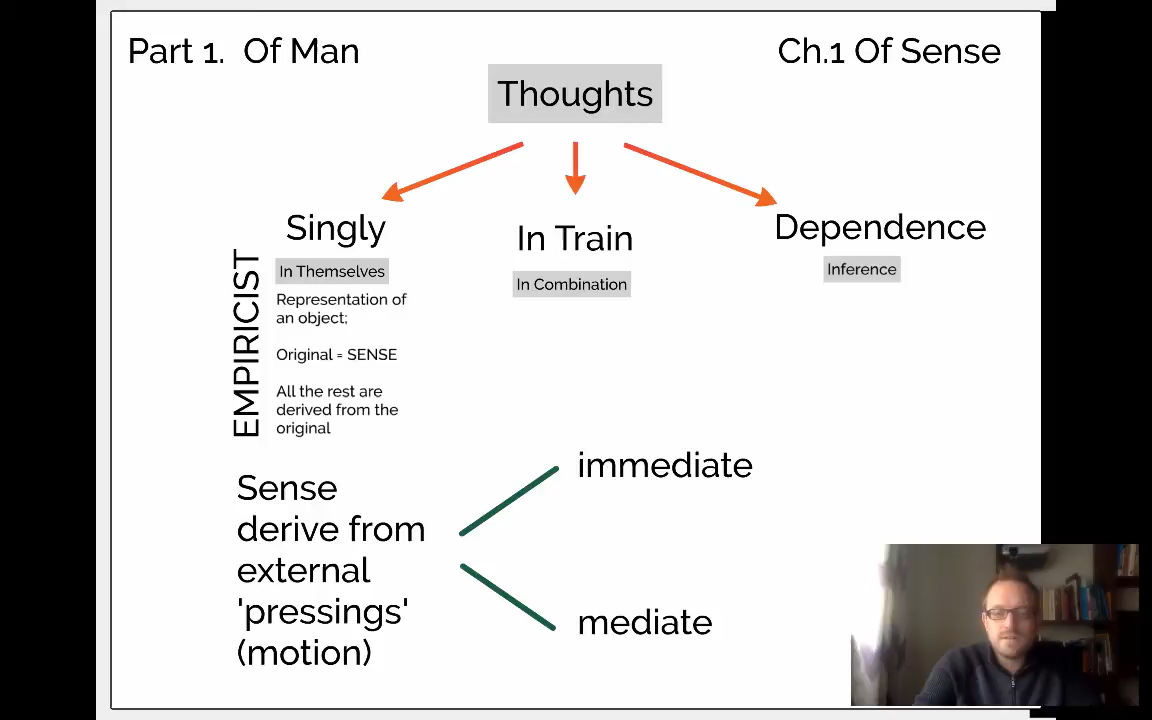 Part 1.  Of Man
Ch.1 Of Sense
Thoughts
Singly
In Train
Dependence
In Themselves
In Combination
Inference
EMPIRICIST
Representation of
an object;
Original = SENSE
All the rest are
derived from the
original
Sense
derive from
external
'pressings'
(motion)
immediate
mediate